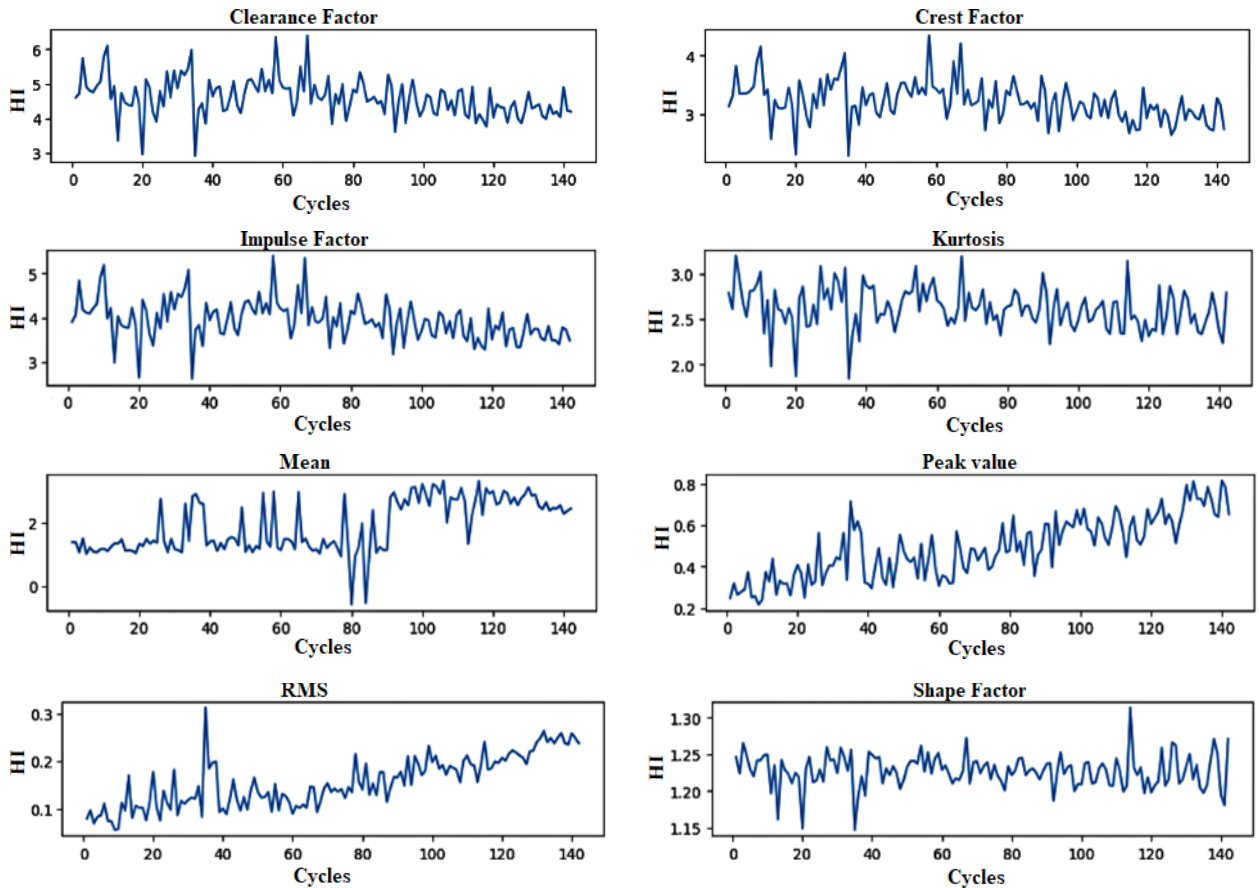 Clearance Factor
HI
6
5
4
3
0 20 40 60 80 100 120 140
Cycles
Crest Factor
HI
4
3
0 20 40 60 80 100 120 140
Cycles
Impulse Factor
HI
5
4
3
0 20 40 60 80 100 120 140
Cycles
Kurtosis
HI
3.0
2.5
2.0
0 20 40 60 80 100 120 140
Cycles
Mean
HI
2
0
0 20 40 60 80 100 120 140
Cycles
Peak value
HI
0.8
0.6
0.4
0.2
0 20 40 60 80 100 120 140
Cycles
RMS
HI
0.3
0.2
0.1
0 20 40 60 80 100 120 140
Cycles
Shape Factor
HI
1.30
1.25
1.20
1.15
0 20 40 60 80 100 120 140
Cycles